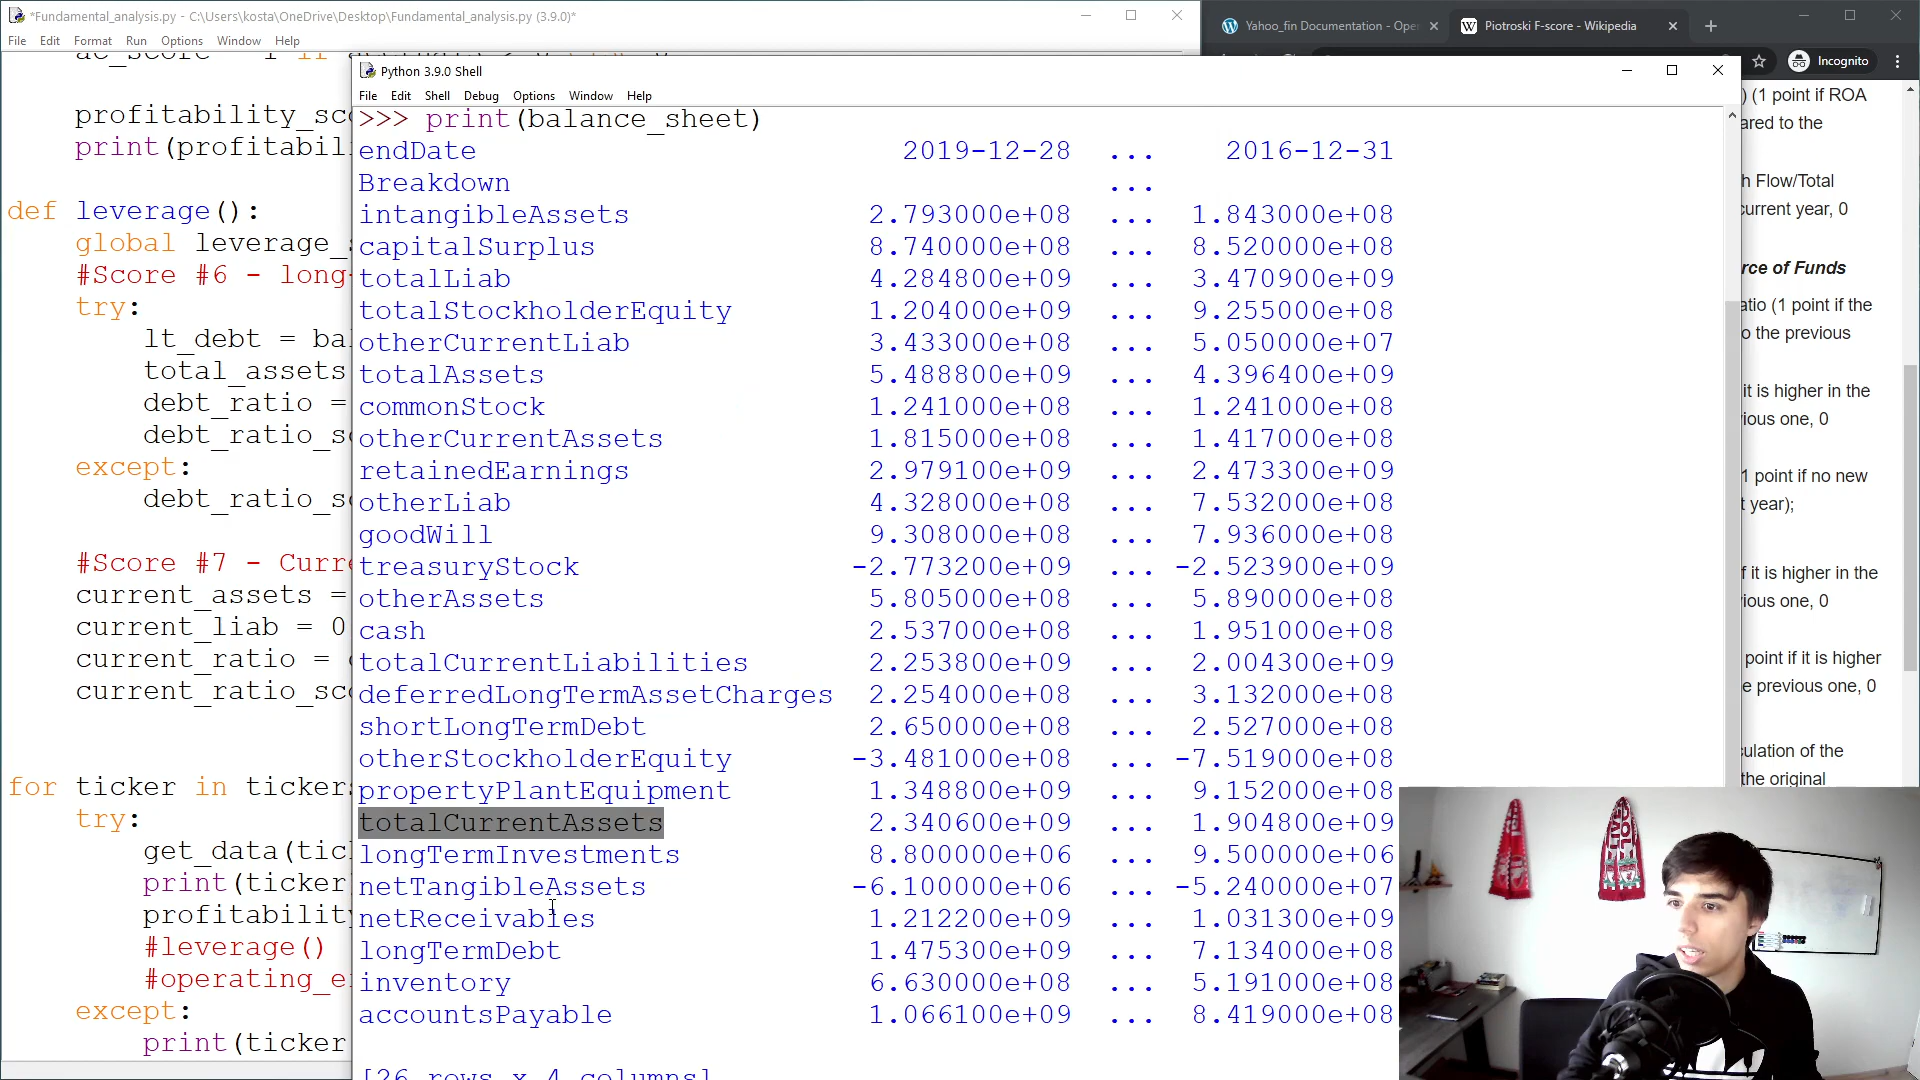 *Fundamental_analysis.py - C:\Users\kosta\OneDrive\Desktop\Fundamental_analysis.py (3.9.0)*
File Edit Format Run Options Window Help
profitability_sco
print(profitabil
def leverage():
global leverage_s
#Score #6 - long-
try:
lt_debt = ba
total_assets
debt_ratio =
debt_ratio_sc
except:
debt_ratio_sc
#Score #7 - Curre
current_assets =
current_liab = 0
current_ratio =
current_ratio_sco
for ticker in tickers
try:
get_data(tic
print(ticker
profitability
#leverage()
#operating_e
except:
print(ticker
Python 3.9.0 Shell
File Edit Shell Debug Options Window Help
>>> print(balance_sheet)
endDate 2019-12-28 ... 2016-12-31
Breakdown ...
intangibleAssets 2.793000e+08 ... 1.843000e+08
capitalSurplus 8.740000e+08 ... 8.520000e+08
totalLiab 4.284800e+09 ... 3.470900e+09
totalStockholderEquity 1.204000e+09 ... 9.255000e+08
otherCurrentLiab 3.433000e+08 ... 5.050000e+07
totalAssets 5.488800e+09 ... 4.396400e+09
commonStock 1.241000e+08 ... 1.241000e+08
otherCurrentAssets 1.815000e+08 ... 1.417000e+08
retainedEarnings 2.979100e+09 ... 2.473300e+09
otherLiab 4.328000e+08 ... 7.532000e+08
goodWill 9.308000e+08 ... 7.936000e+08
treasuryStock -2.773200e+09 ... -2.523900e+09
otherAssets 5.805000e+08 ... 5.890000e+08
cash 2.537000e+08 ... 1.951000e+08
totalCurrentLiabilities 2.253800e+09 ... 2.004300e+09
deferredLongTermAssetCharges 2.254000e+08 ... 3.132000e+08
shortLongTermDebt 2.650000e+08 ... 2.527000e+08
otherStockholderEquity -3.481000e+08 ... -7.519000e+08
propertyPlantEquipment 1.348800e+09 ... 9.152000e+08
totalCurrentAssets 2.340600e+09 ... 1.904800e+09
longTermInvestments 8.800000e+06 ... 9.500000e+06
netTangibleAssets -6.100000e+06 ... -5.240000e+07
netReceivables 1.212200e+09 ... 1.031300e+09
longTermDebt 1.475300e+09 ... 7.134000e+08
inventory 6.630000e+08 ... 5.191000e+08
accountsPayable 1.066100e+09 ... 8.419000e+08
[26 rows x 4 columns]
Yahoo_fin Documentation - Ope
Piotroski F-score - Wikipedia
Incognito
) (1 point if ROA
ared to the
h Flow/Total
current year, 0
rce of Funds
atio (1 point if the
o the previous
it is higher in the
ious one, 0
1 point if no new
t year);
f it is higher in the
ious one, 0
point if it is higher
e previous one, 0
culation of the
the original